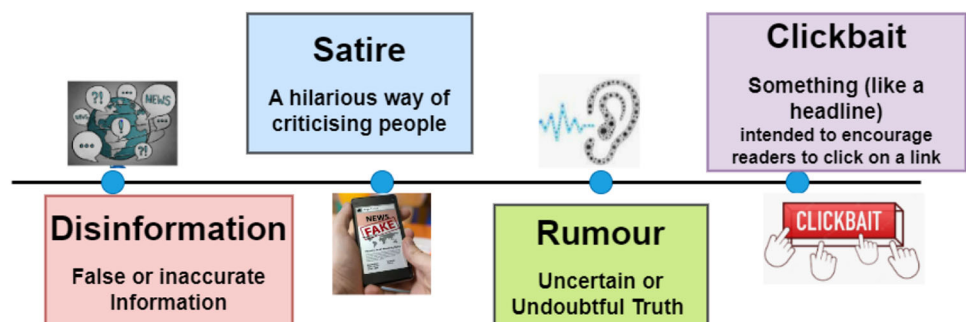 Disinformation
False or inaccurate
Information
Satire
A hilarious way of
criticising people
NEWS
?!
?!
NEWS
FAKE
Rumour
Uncertain or
Undoubtful Truth
Clickbait
Something (like a
headline)
intended to encourage
readers to click on a link
CLICKBAIT